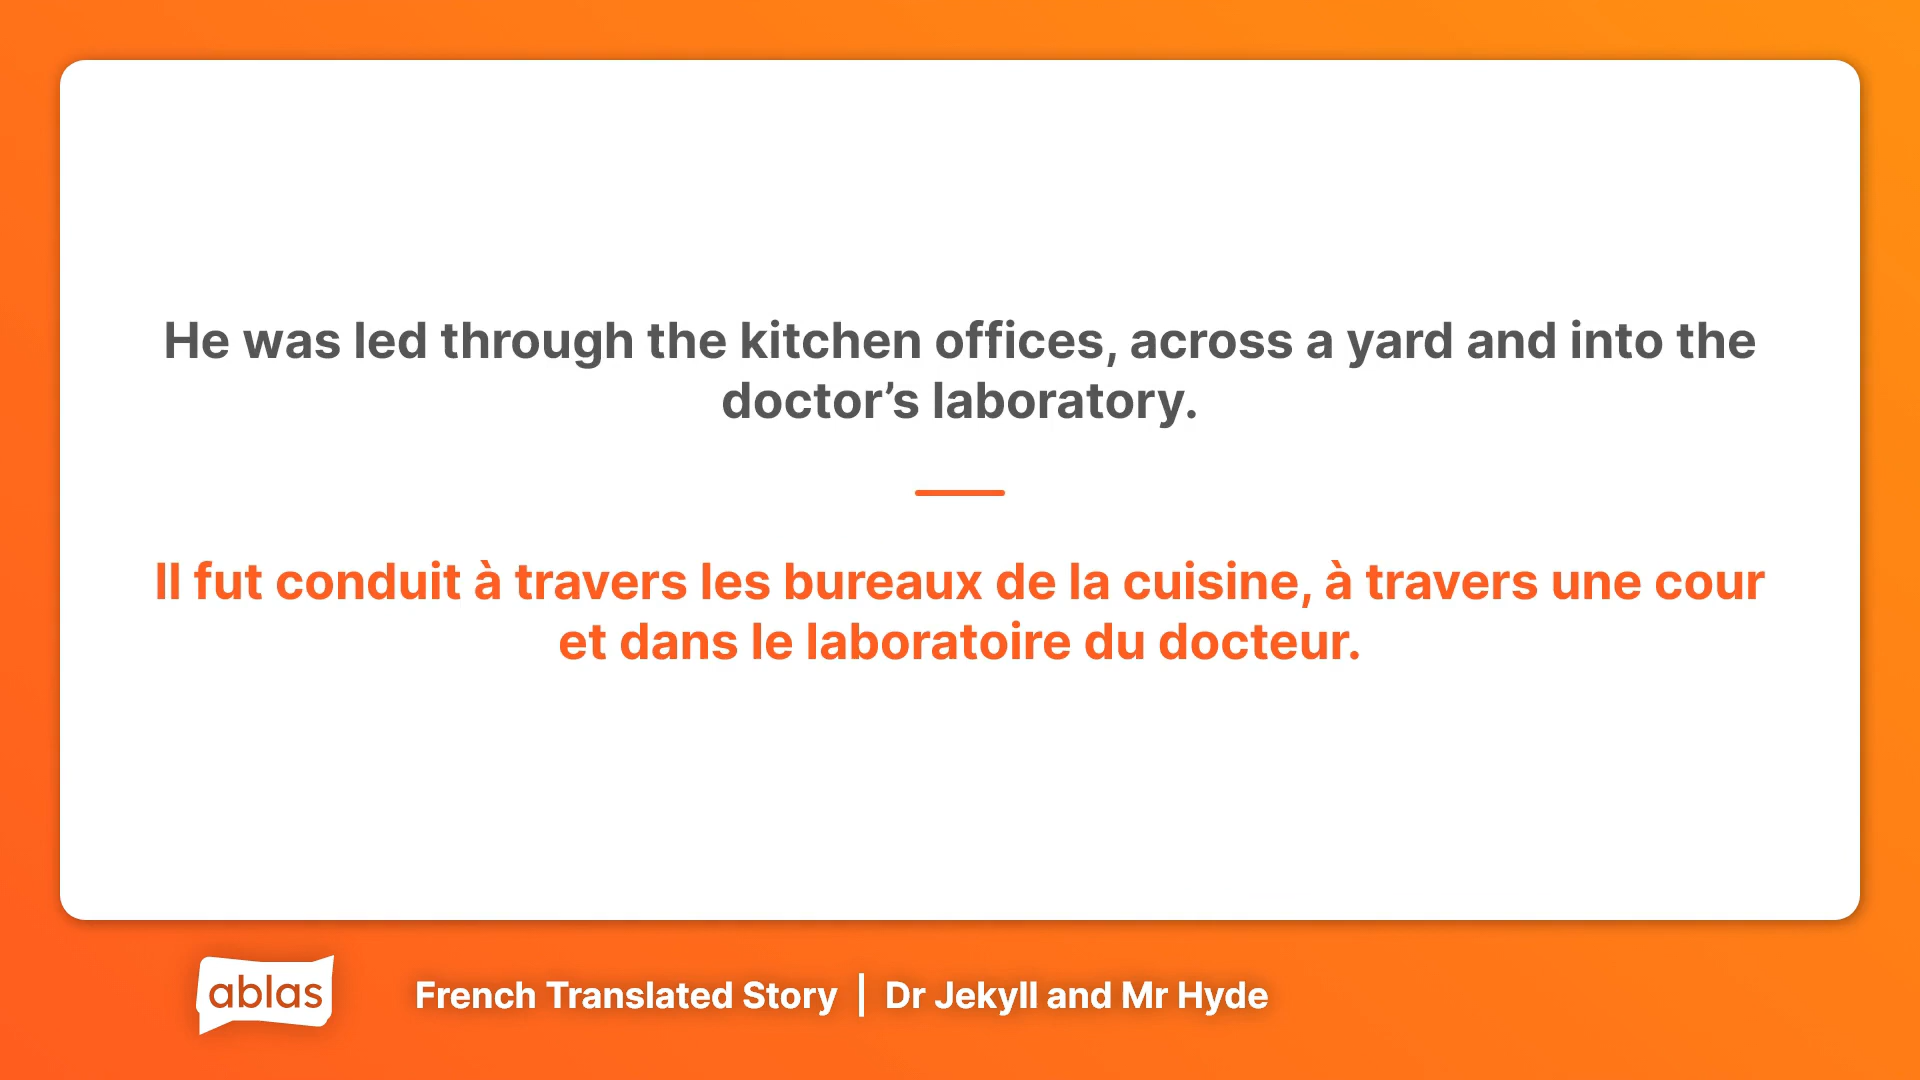 He was led through the kitchen offices, across a yard and into the
doctor’s laboratory.
Il fut conduit à travers les bureaux de la cuisine, à travers une cour
et dans le laboratoire du docteur.
ablas
French Translated Story | Dr Jekyll and Mr Hyde